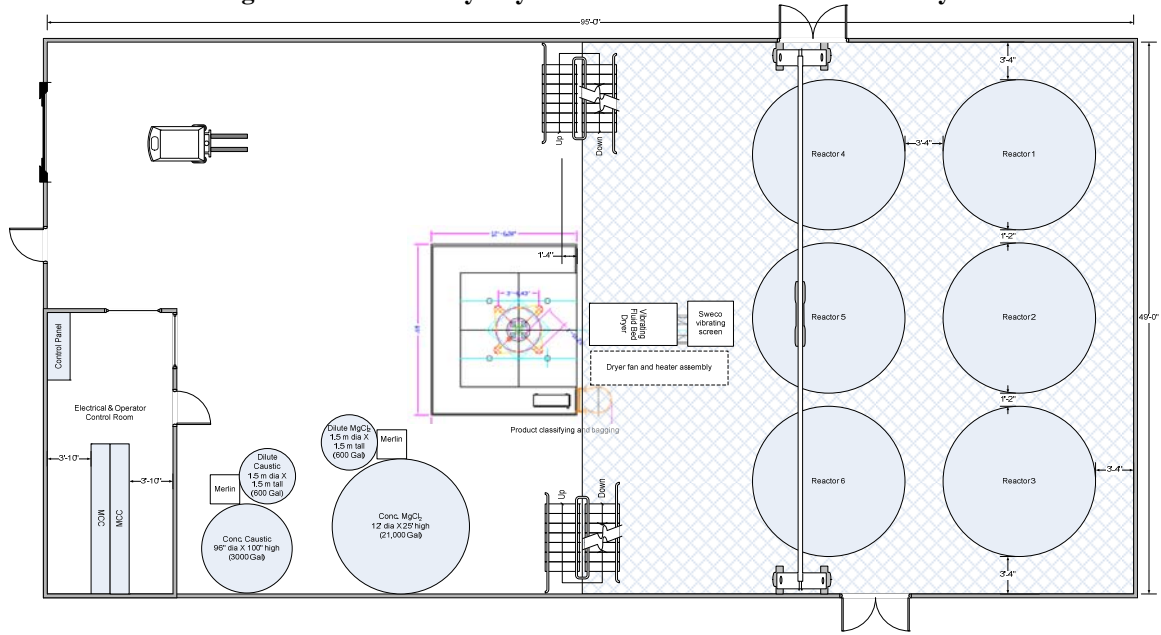 95'-0"
3'-4"
Up
Down
Reactor 4
3'-4"
Reactor 1
1'-2"
1'-4"
Control Panel
Vibrating
Fluid Bed
Dryer
Sweco
vibrating
screen
Reactor 5
Reactor2
49'-0"
Dryer fan and heater assembly
Electrical & Operator
Control Room
1'-2"
Product classifying and bagging
Dilute MgCl2
1.5 m dia X
1.5 m tall
(600 Gal)
Merlin
Dilute
Caustic
1.5 m dia X
1.5 m tall
(600 Gal)
Merlin
3'-10"
3'-10"
MCC
MCC
Up
Down
Reactor 6
Reactor3
3'-4"
Conc. MgCl2
12' dia X 25' high
(21,000 Gal)
Conc. Caustic
96" dia X 100" high
(3000 Gal)
3'-4"